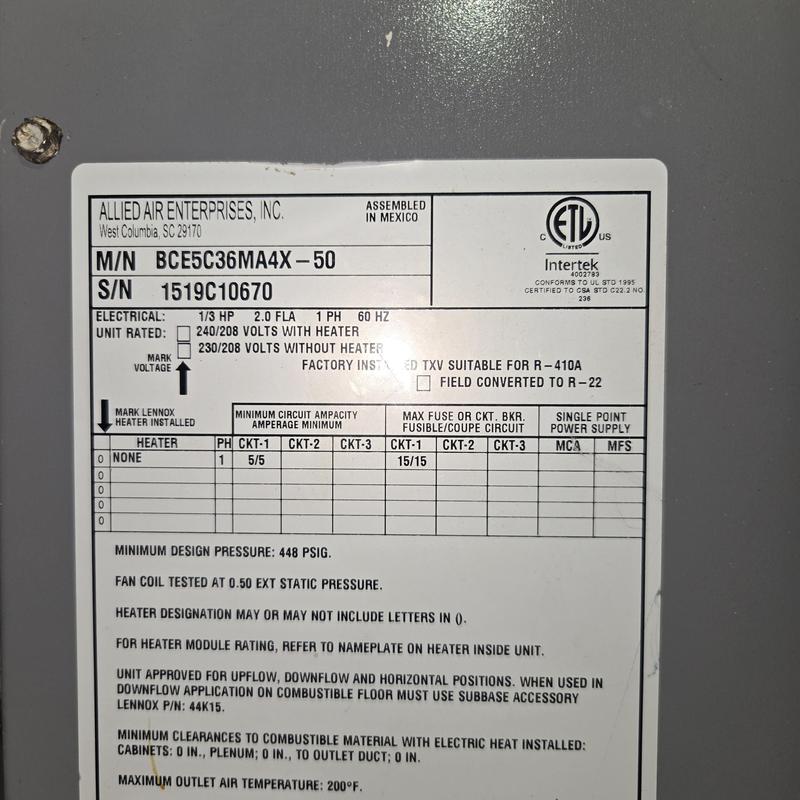 ALLIED AIR ENTERPRISES, INC.
West Columbia, SC 29170
ASSEMBLED
IN MEXICO
C ETL US
LISTED
Intertek
4002783
CONFORMS TO UL STD 1995
CERTIFIED TO CSA STD C22.2 NO.
236
M/N BCE5C36MA4X-50
S/N 1519C10670
ELECTRICAL: 1/3 HP 2.0 FLA 1 PH 60 HZ
UNIT RATED: 240/208 VOLTS WITH HEATER
230/208 VOLTS WITHOUT HEATER
MARK
VOLTAGE
FACTORY TXV SUITABLE FOR R-410A
FIELD CONVERTED TO R-22
MARK LENNOX
HEATER INSTALLED
MINIMUM CIRCUIT AMPACITY
AMPERAGE MINIMUM
MAX FUSE OR CKT. BKR.
FUSIBLE/COUPE CIRCUIT
SINGLE POINT
POWER SUPPLY
HEATER PH CKT-1 CKT-2 CKT-3 CKT-1 CKT-2 CKT-3 MCA MFS
0 NONE 1 5/5 15/15
0
0
0
0
MINIMUM DESIGN PRESSURE: 448 PSIG.
FAN COIL TESTED AT 0.50 EXT STATIC PRESSURE.
HEATER DESIGNATION MAY OR MAY NOT INCLUDE LETTERS IN ().
FOR HEATER MODULE RATING, REFER TO NAMEPLATE ON HEATER INSIDE UNIT.
UNIT APPROVED FOR UPFLOW, DOWNFLOW AND HORIZONTAL POSITIONS. WHEN USED IN
DOWNFLOW APPLICATION ON COMBUSTIBLE FLOOR MUST USE SUBBASE ACCESSORY
LENNOX P/N: 44K15.
MINIMUM CLEARANCES TO COMBUSTIBLE MATERIAL WITH ELECTRIC HEAT INSTALLED:
CABINETS: 0 IN., PLENUM; 0 IN., TO OUTLET DUCT; 0 IN.
MAXIMUM OUTLET AIR TEMPERATURE: 200°F.